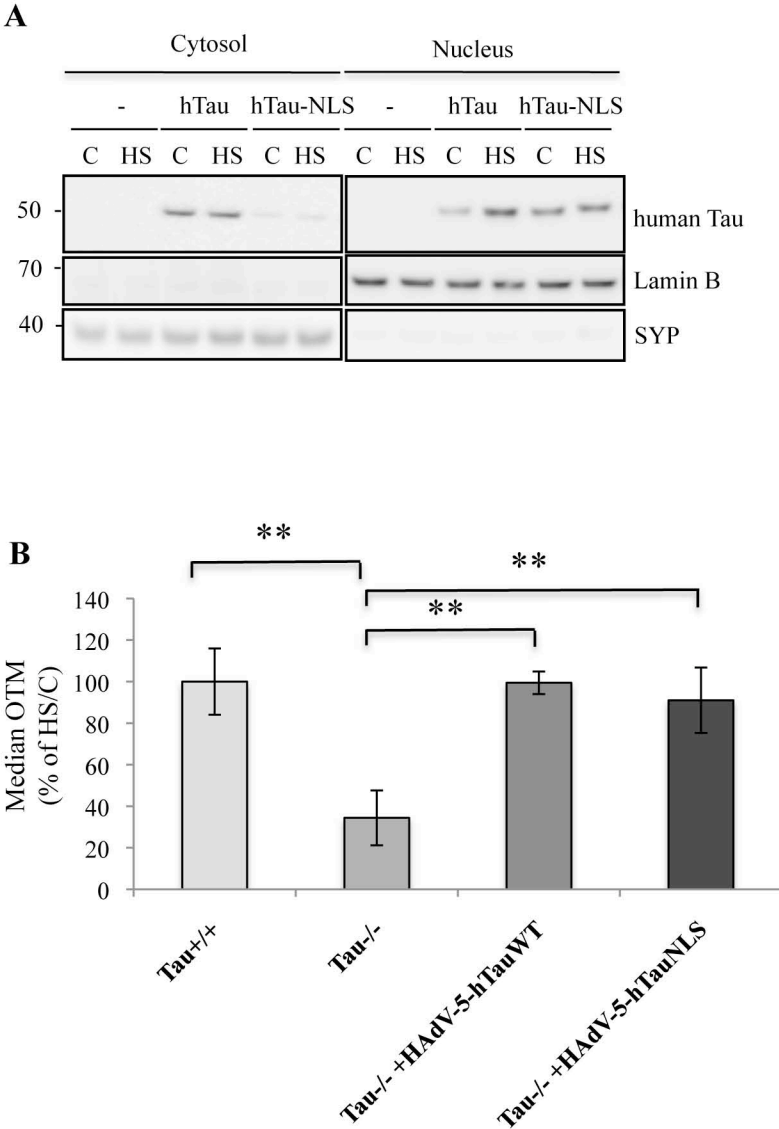 A
Cytosol Nucleus
- hTau hTau-NLS - hTau hTau-NLS
C HS C HS C HS C HS C HS C HS
50 - human Tau
70 - Lamin B
40 - SYP
B
**
**
**
Median OTM
(% of HS/C)
140
120
100
80
60
40
20
0
Tau+/+
Tau-/-
Tau-/- +HAdV-5-hTauWT
Tau-/- +HAdV-5-hTauNLS